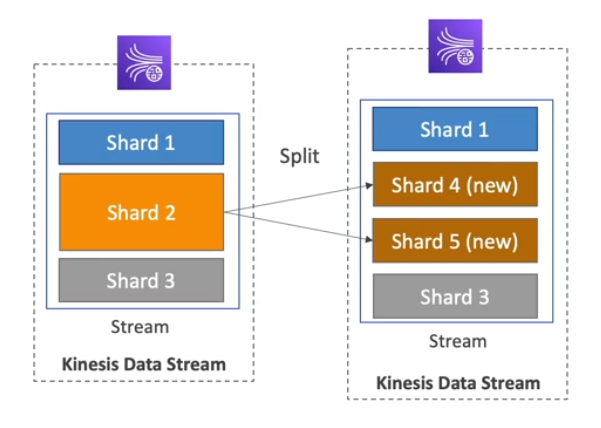 Shard 1
Shard 2
Shard 3
Stream
Kinesis Data Stream
Split
Shard 1
Shard 4 (new)
Shard 5 (new)
Shard 3
Stream
Kinesis Data Stream